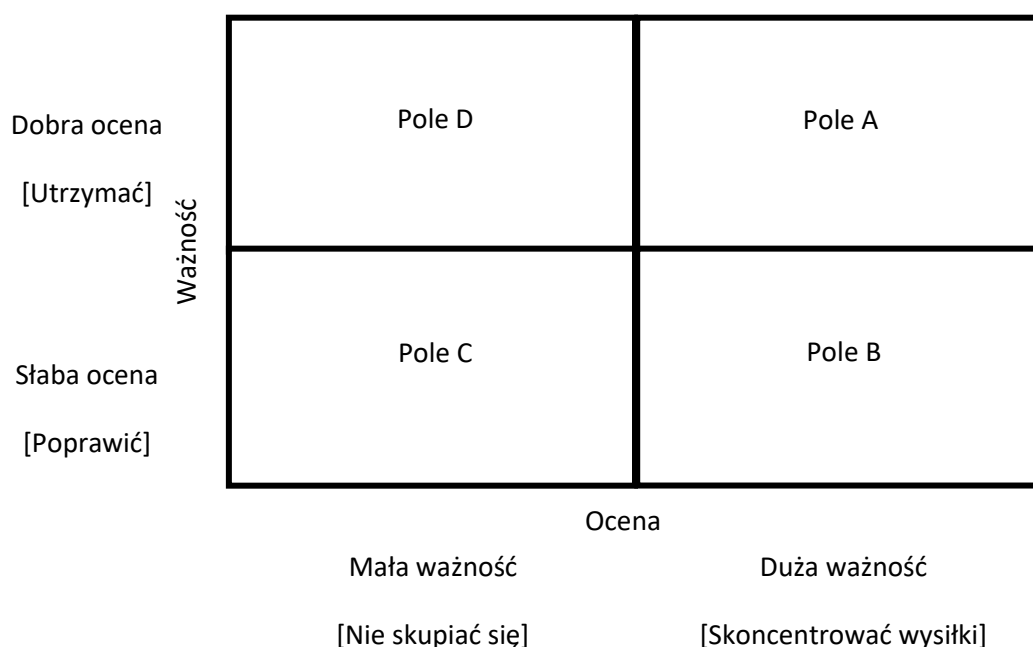 Dobra ocena
[Utrzymać]
Ważność
Pole D
Pole A
Słaba ocena
[Poprawić]
Pole C
Pole B
Ocena
Mała ważność
Duża ważność
[Nie skupiać się]
[Skoncentrować wysiłki]